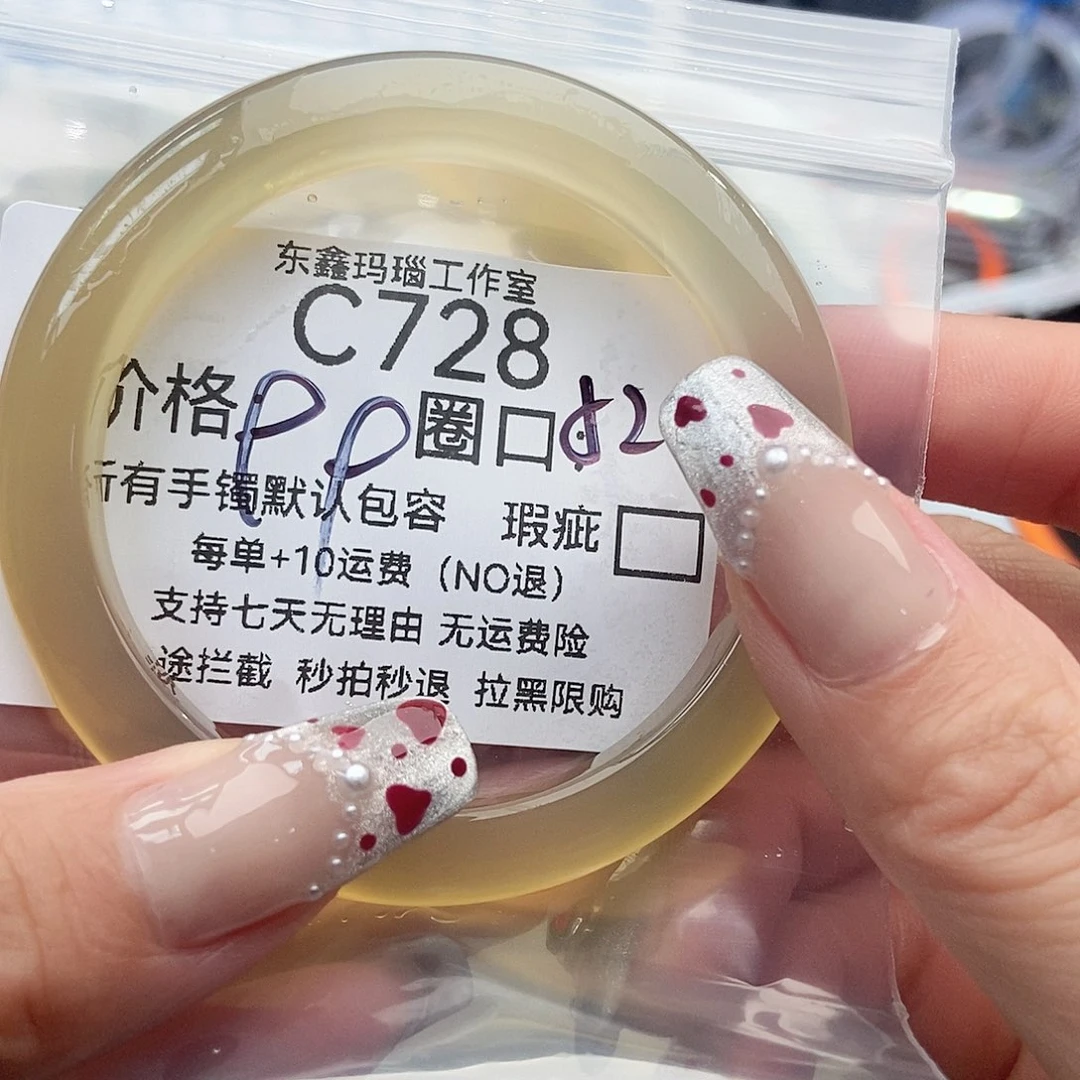 东鑫玛瑙工作室
C728
价格PP圈口:52
所有手镯默认包容 瑕疵
每单+10运费 (NO退)
支持七天无理由 无运费险
途拦截 秒拍秒退 拉黑限购